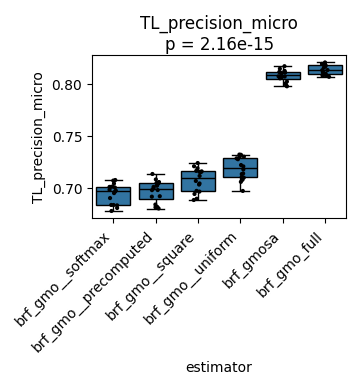 TL_precision_micro
p = 2.16e-15
TL_precision_micro
0.80
0.75
0.70
brf_gmo__softmax
brf_gmo__precomputed
brf_gmo__square
brf_gmo__uniform
brf_gmosa
brf_gmo_full
estimator